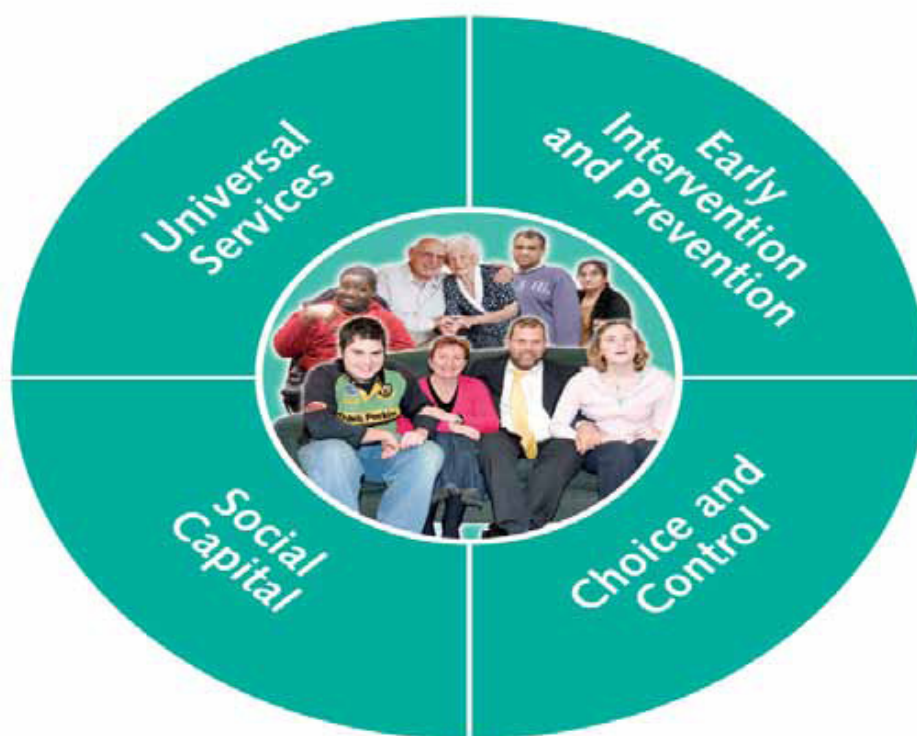 Universal
Services
Early
Intervention
and Prevention
Social
Capital
Choice and
Control